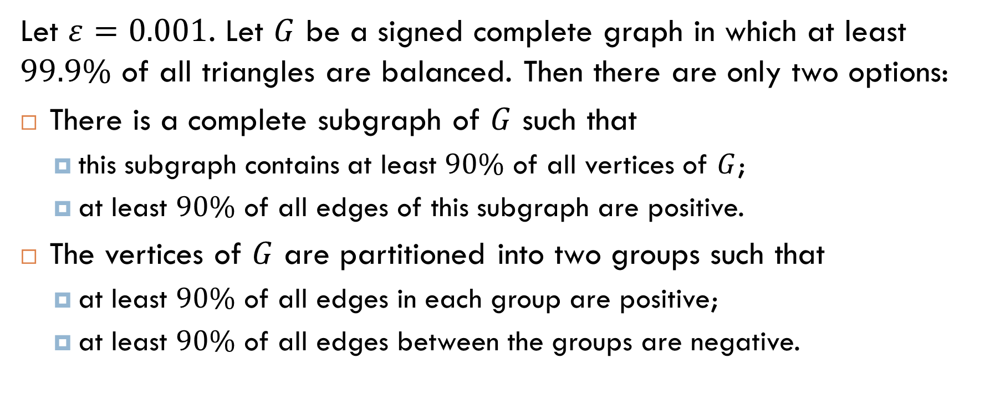 Let 𝜀 = 0.001. Let 𝐺 be a signed complete graph in which at least
99.9% of all triangles are balanced. Then there are only two options:
There is a complete subgraph of 𝐺 such that
this subgraph contains at least 90% of all vertices of 𝐺;
at least 90% of all edges of this subgraph are positive.
The vertices of 𝐺 are partitioned into two groups such that
at least 90% of all edges in each group are positive;
at least 90% of all edges between the groups are negative.